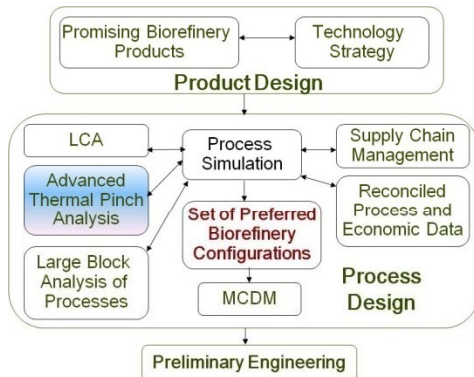 Promising Biorefinery
Products
Technology
Strategy
Product Design
LCA
Process
Simulation
Supply Chain
Management
Advanced
Thermal Pinch
Analysis
Reconciled
Process and
Economic Data
Set of Preferred
Biorefinery
Configurations
Large Block
Analysis of
Processes
MCDM
Process
Design
Preliminary Engineering